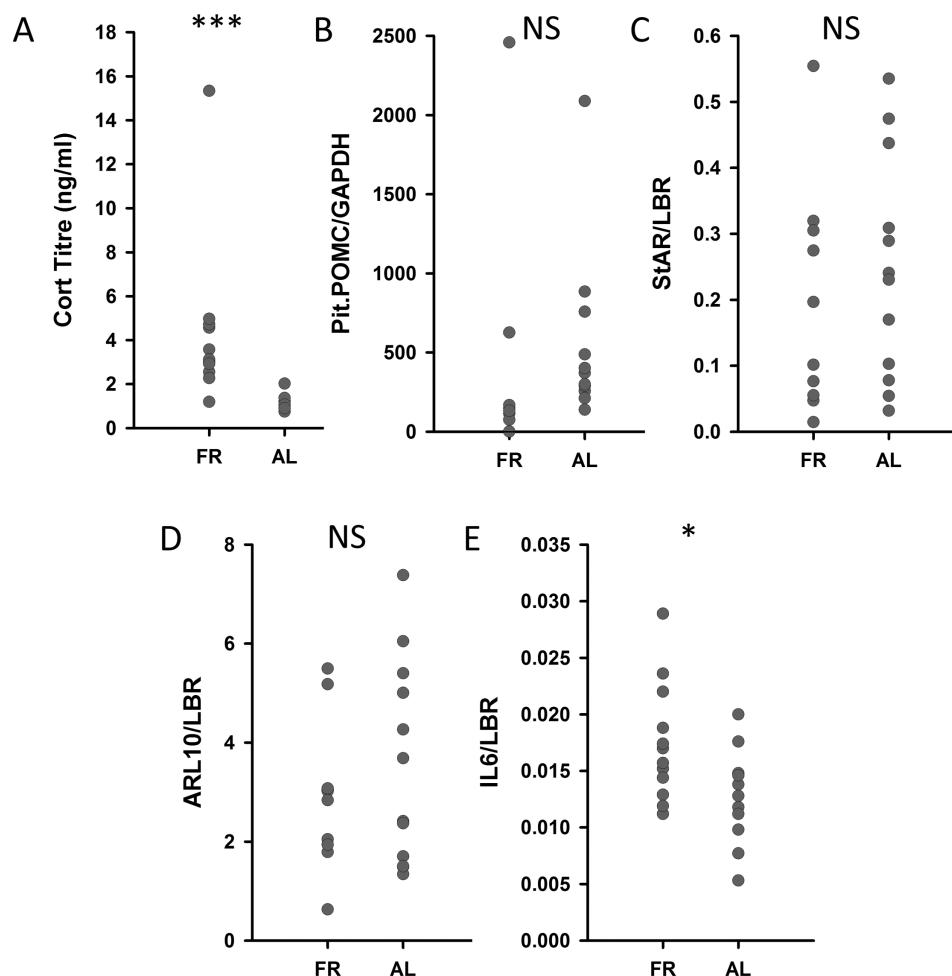 A
***
Cort Titre (ng/ml)
18
16
14
12
10
8
6
4
2
0
FR AL
B
NS
Pit.POMC/GAPDH
2500
2000
1500
1000
500
0
FR AL
C
NS
StAR/LBR
0.6
0.5
0.4
0.3
0.2
0.1
0.0
FR AL
D
NS
ARL10/LBR
8
6
4
2
0
FR AL
E
*
IL6/LBR
0.035
0.030
0.025
0.020
0.015
0.010
0.005
0.000
FR AL